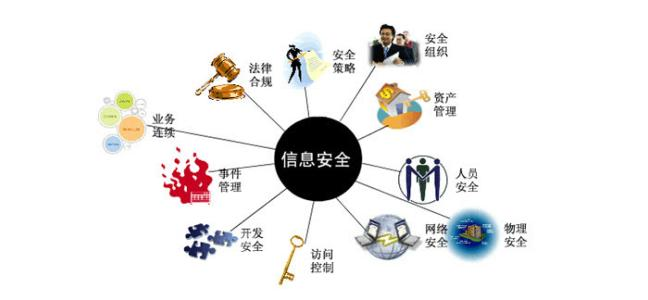 安全
组织
安全
策略
法律
合规
资产
管理
业务
连续
信息安全
事件
管理
人员
安全
开发
安全
访问
控制
网络
安全
物理
安全